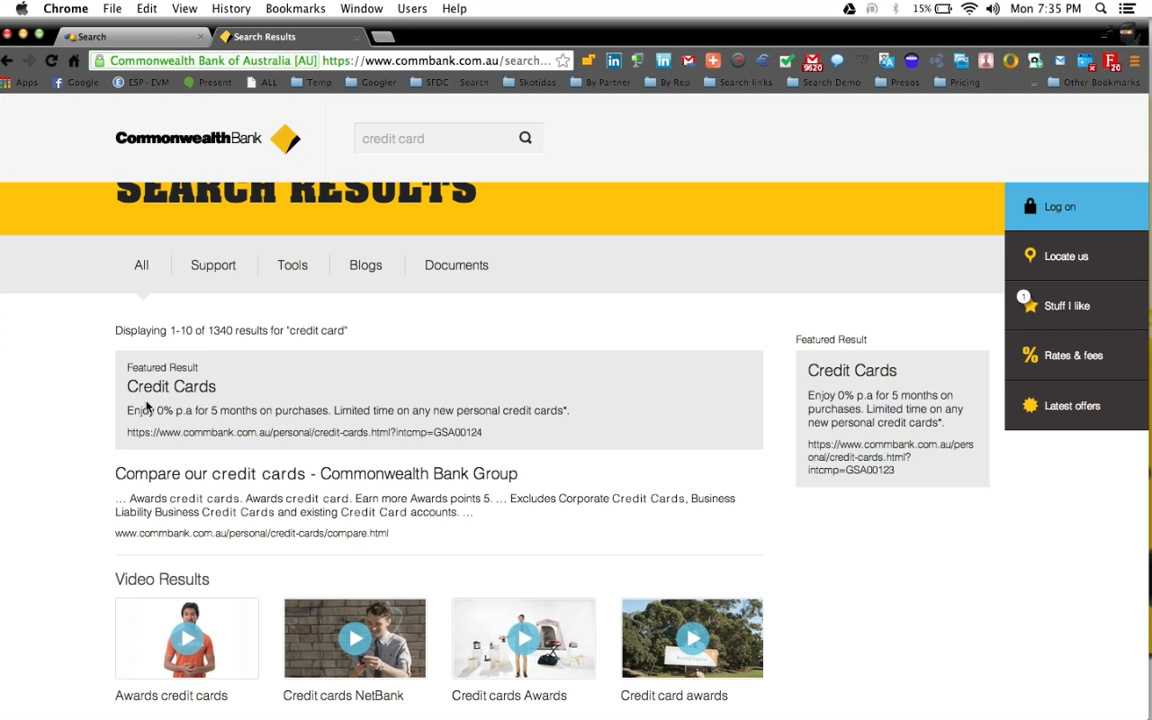 Chrome File Edit View History Bookmarks Window Users Help 15% Mon 7:35 PM
Search Search Results
Commonwealth Bank of Australia [AU] https://www.commbank.com.au/search... 9620 20
Apps Google ESP - EVM Present ALL Temp Googler SFDC - Search Skotidas By Partner By Rep Search links Search Demo Presos Pricing Other Bookmarks
CommonwealthBank credit card
SEARCH RESULTS
Log on
Locate us
1
Stuff I like
Rates & fees
Latest offers
All Support Tools Blogs Documents
Displaying 1-10 of 1340 results for "credit card"
Featured Result
Credit Cards
Enjoy 0% p.a for 5 months on purchases. Limited time on any new personal credit cards*.
https://www.commbank.com.au/personal/credit-cards.html?intcmp=GSA00124
Featured Result
Credit Cards
Enjoy 0% p.a for 5 months on
purchases. Limited time on any
new personal credit cards*.
https://www.commbank.com.au/pers
onal/credit-cards.html?
intcmp=GSA00123
Compare our credit cards - Commonwealth Bank Group
... Awards credit cards. Awards credit card. Earn more Awards points 5. ... Excludes Corporate Credit Cards, Business
Liability Business Credit Cards and existing Credit Card accounts. ...
www.commbank.com.au/personal/credit-cards/compare.html
Video Results
Awards credit cards Credit cards NetBank Credit cards Awards Credit card awards